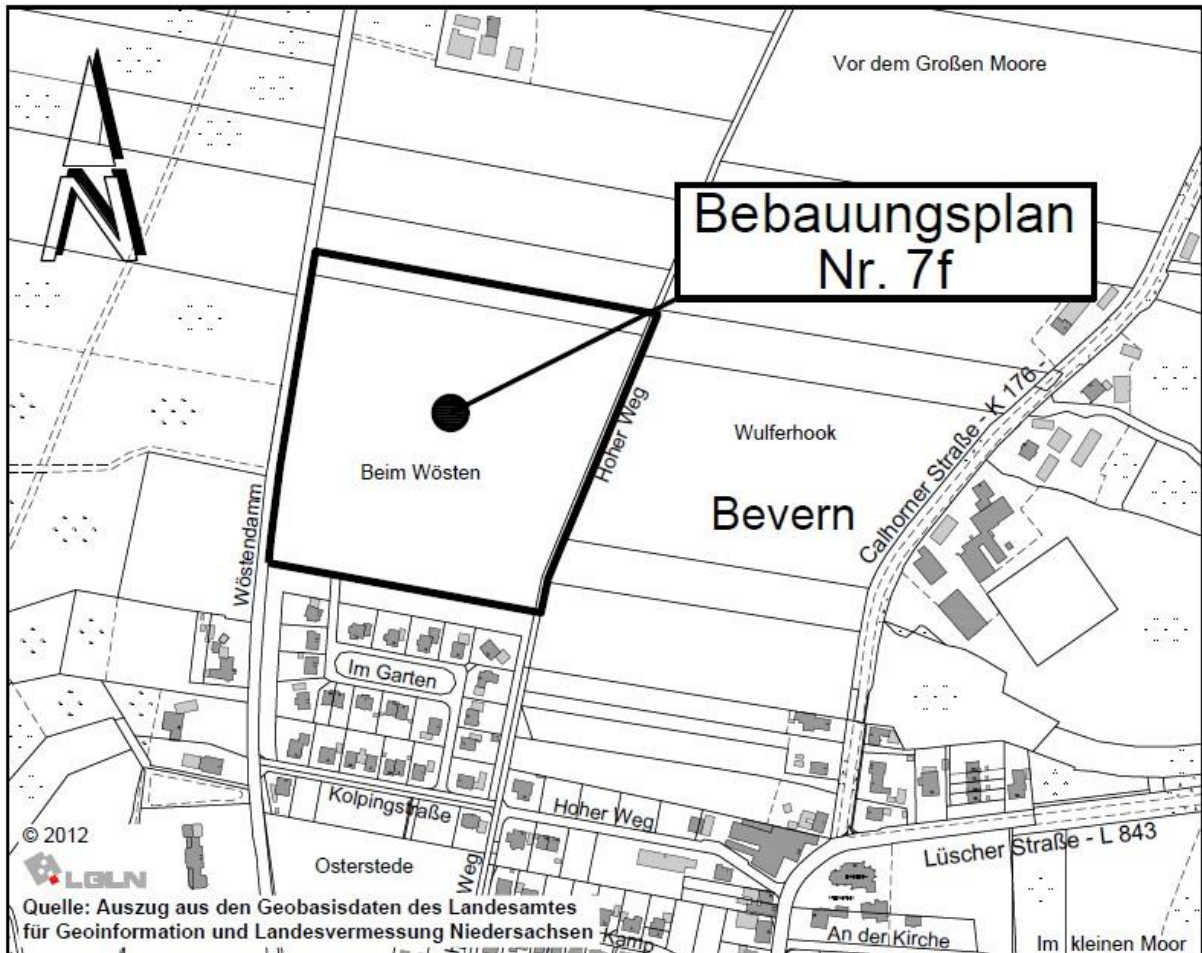 Vor dem Großen Moore
N
Bebauungsplan
Nr. 7f
Calhorner Straße - K 176 -
Hoher Weg
Wulferhook
Beim Wösten
Bevern
Wöstendamm
Im Garten
Kolpingstraße
Hoher Weg
Lüscher Straße - L 843
© 2012
Osterstede
Weg
LGLN
Quelle: Auszug aus den Geobasisdaten des Landesamtes
für Geoinformation und Landesvermessung Niedersachsen
Kamp
An der Kirche
Im kleinen Moor